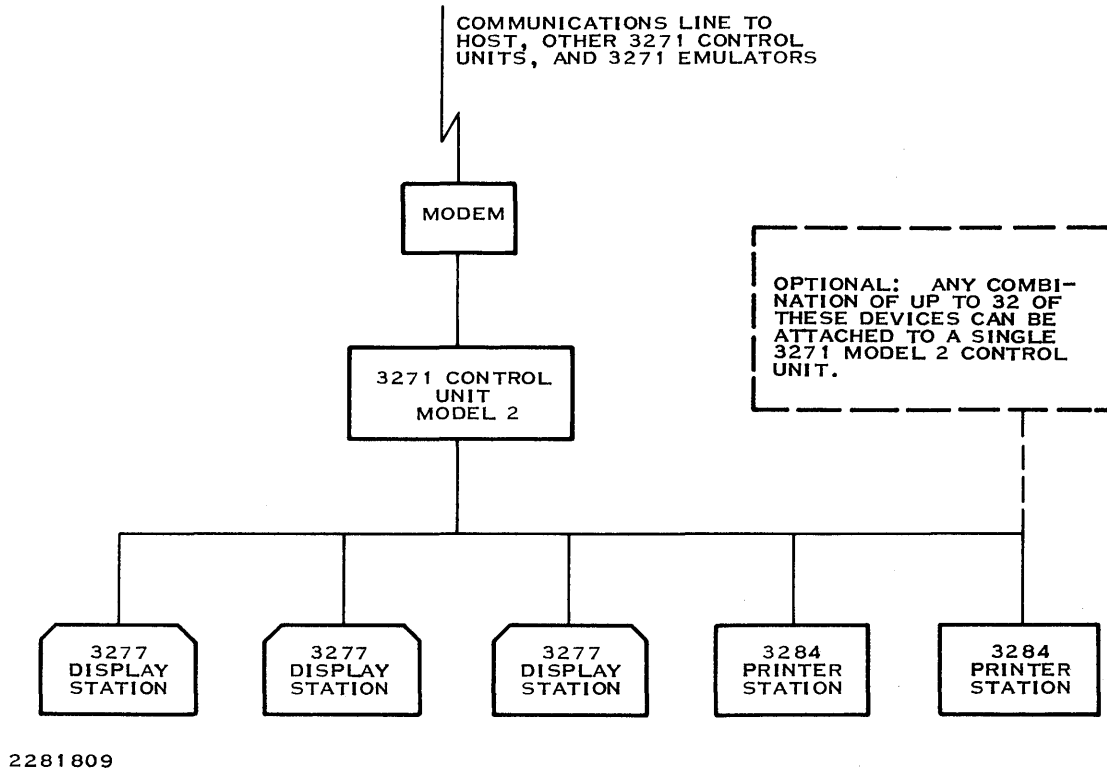 COMMUNICATIONS LINE TO
HOST, OTHER 3271 CONTROL
UNITS, AND 3271 EMULATORS
MODEM
OPTIONAL: ANY COMBI-
NATION OF UP TO 32 OF
THESE DEVICES CAN BE
ATTACHED TO A SINGLE
3271 MODEL 2 CONTROL
UNIT.
3271 CONTROL
UNIT
MODEL 2
3277
DISPLAY
STATION
3277
DISPLAY
STATION
3277
DISPLAY
STATION
3284
PRINTER
STATION
3284
PRINTER
STATION
2281809